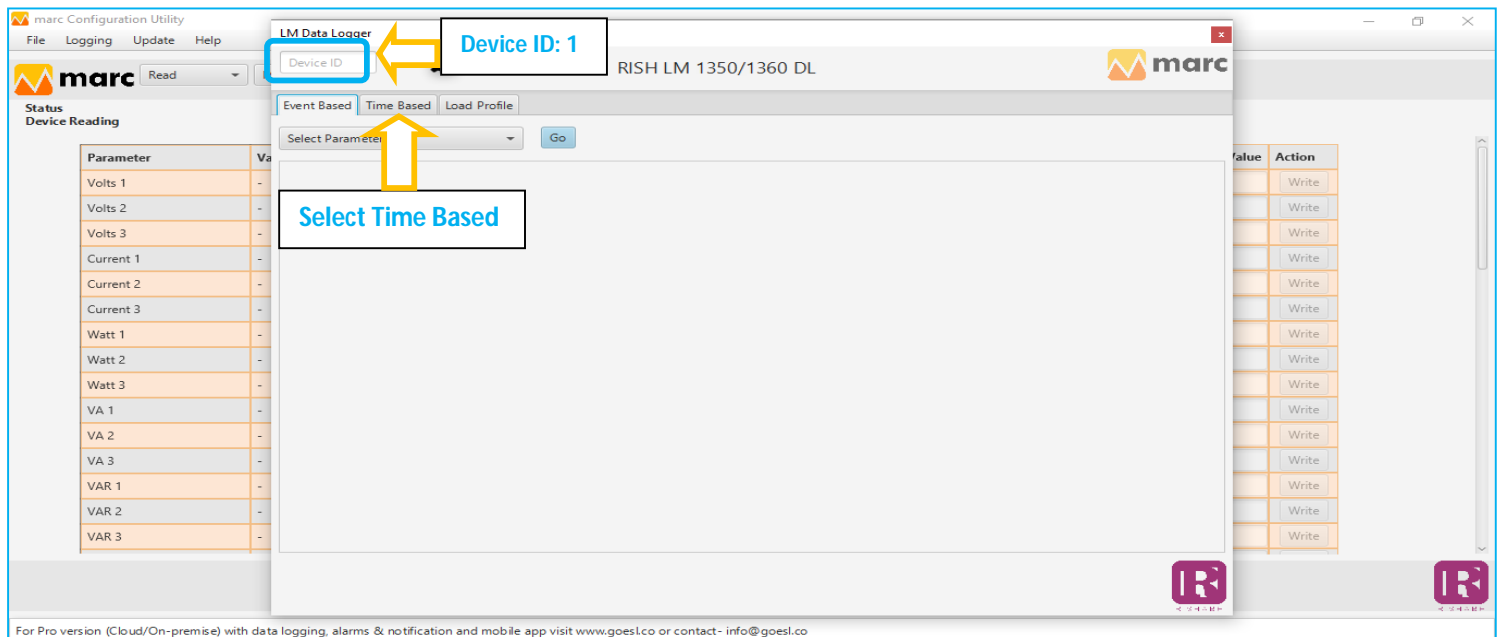 marc Configuration Utility
File Logging Update Help
marc Read
Status
Device Reading
LM Data Logger
Device ID
Device ID: 1
RISH LM 1350/1360 DL
marc
Event Based Time Based Load Profile
Select Parameter Go
Select Time Based
Parameter Value Action
Volts 1 - Write
Volts 2 - Write
Volts 3 - Write
Current 1 - Write
Current 2 - Write
Current 3 - Write
Watt 1 - Write
Watt 2 - Write
Watt 3 - Write
VA 1 - Write
VA 2 - Write
VA 3 - Write
VAR 1 - Write
VAR 2 - Write
VAR 3 - Write
For Pro version (Cloud/On-premise) with data logging, alarms & notification and mobile app visit www.goesl.co or contact- info@goesl.co